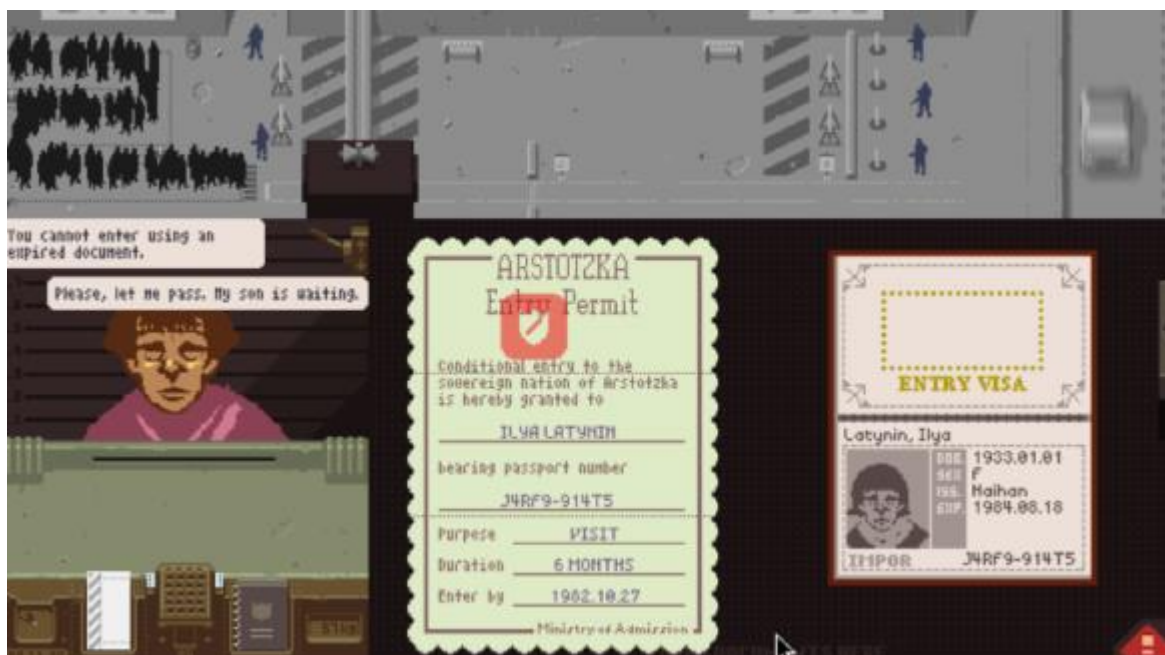 You cannot enter using an
expired document.
Please, let me pass. My son is waiting.
ARSTOTZKA
Entry Permit
Conditional entry to the
sovereign nation of Arstotzka
is hereby granted to
ILYA LATYNIN
bearing passport number
J4RF9-914T5
Purpose VISIT
Duration 6 MONTHS
Enter by 1982.10.27
Ministry of Admission
ENTRY VISA
Latynin, Ilya
DOB 1933.01.01
SEX F
ISS. Haihan
EXP 1984.08.18
IMPOR J4RF9-914T5